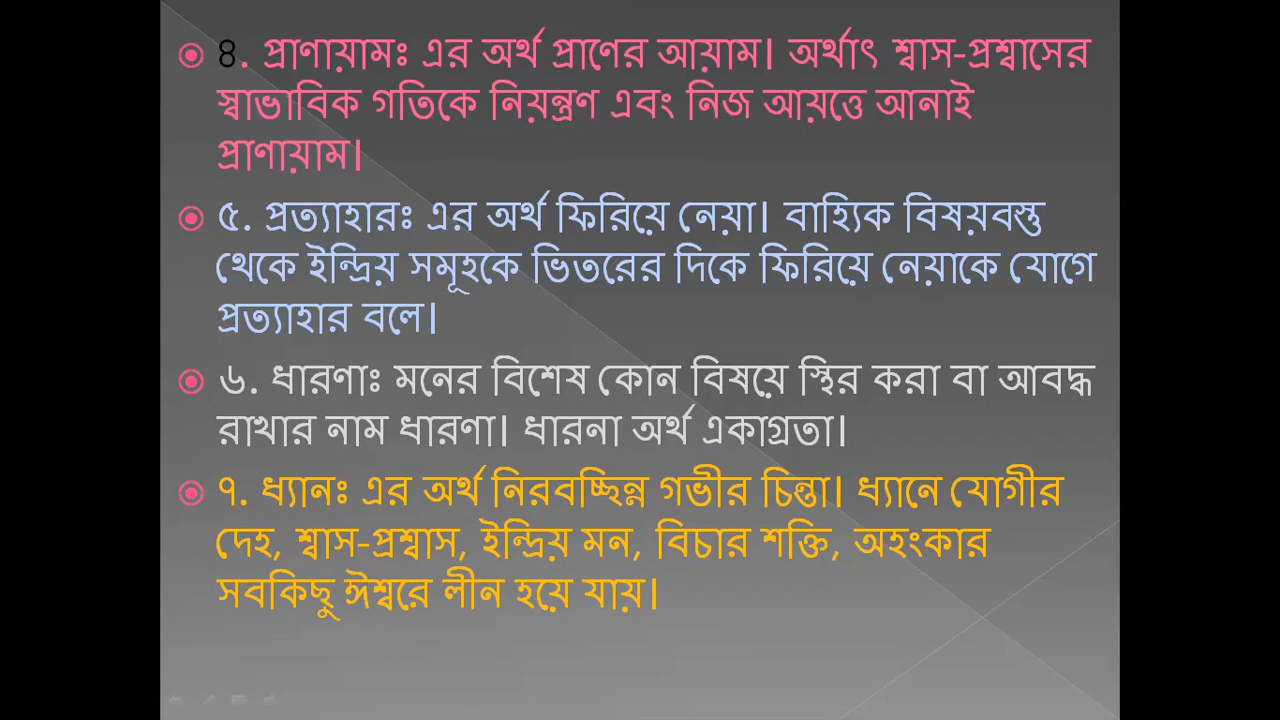 ৪. প্রাণায়ামঃ এর অর্থ প্রাণের আয়াম। অর্থাৎ শ্বাস-প্রশ্বাসের
স্বাভাবিক গতিকে নিয়ন্ত্রণ এবং নিজ আয়ত্তে আনাই
প্রাণায়াম।
৫. প্রত্যাহারঃ এর অর্থ ফিরিয়ে নেয়া। বাহ্যিক বিষয়বস্তু
থেকে ইন্দ্রিয় সমূহকে ভিতরের দিকে ফিরিয়ে নেয়াকে যোগে
প্রত্যাহার বলে।
৬. ধারণাঃ মনের বিশেষ কোন বিষয়ে স্থির করা বা আবদ্ধ
রাখার নাম ধারণা। ধারনা অর্থ একাগ্রতা।
৭. ধ্যানঃ এর অর্থ নিরবচ্ছিন্ন গভীর চিন্তা। ধ্যানে যোগীর
দেহ, শ্বাস-প্রশ্বাস, ইন্দ্রিয় মন, বিচার শক্তি, অহংকার
সবকিছু ঈশ্বরে লীন হয়ে যায়।